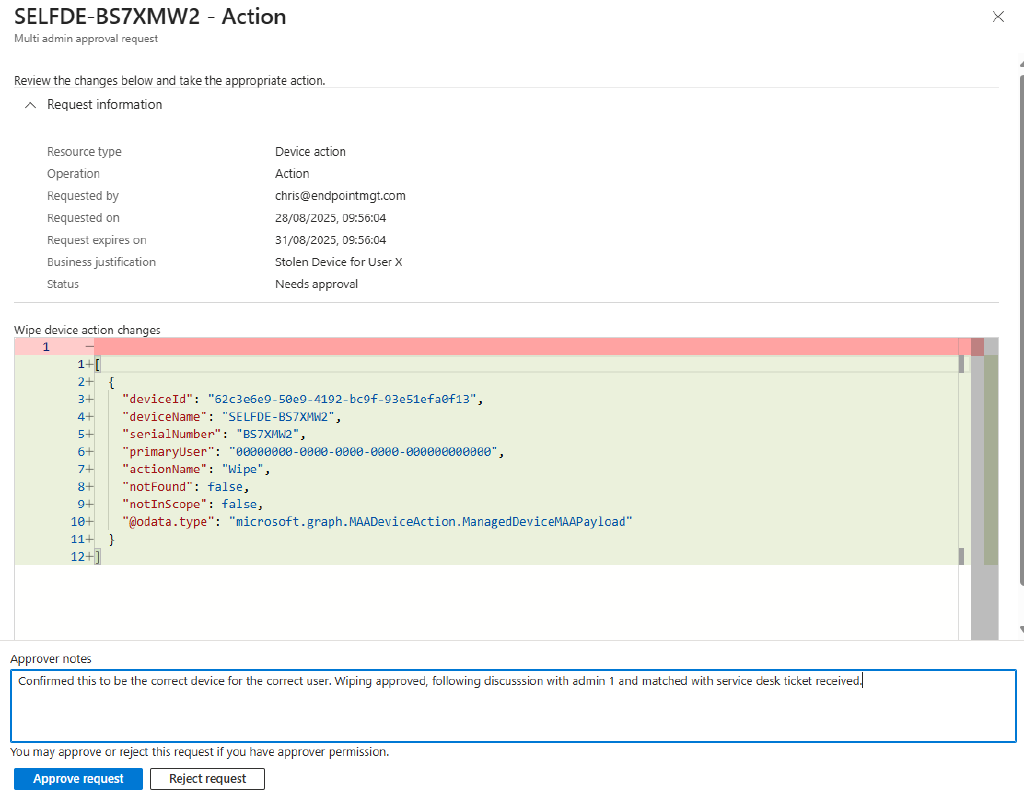 SELFDE-BS7XMW2 - Action
Multi admin approval request
Review the changes below and take the appropriate action.
Request information
Resource type Device action
Operation Action
Requested by chris@endpointmgt.com
Requested on 28/08/2025, 09:56:04
Request expires on 31/08/2025, 09:56:04
Business justification Stolen Device for User X
Status Needs approval
Wipe device action changes
1 −
1+ [
2+ {
3+ "deviceId": "62c3e6e9-50e9-4192-bc9f-93e51efa0f13",
4+ "deviceName": "SELFDE-BS7XMW2",
5+ "serialNumber": "BS7XMW2",
6+ "primaryUser": "00000000-0000-0000-0000-000000000000",
7+ "actionName": "Wipe",
8+ "notFound": false,
9+ "notInScope": false,
10+ "@odata.type": "microsoft.graph.MAADeviceAction.ManagedDeviceMAAPayload"
11+ }
12+ ]
Approver notes
Confirmed this to be the correct device for the correct user. Wiping approved, following discusssion with admin 1 and matched with service desk ticket received.
You may approve or reject this request if you have approver permission.
Approve request Reject request